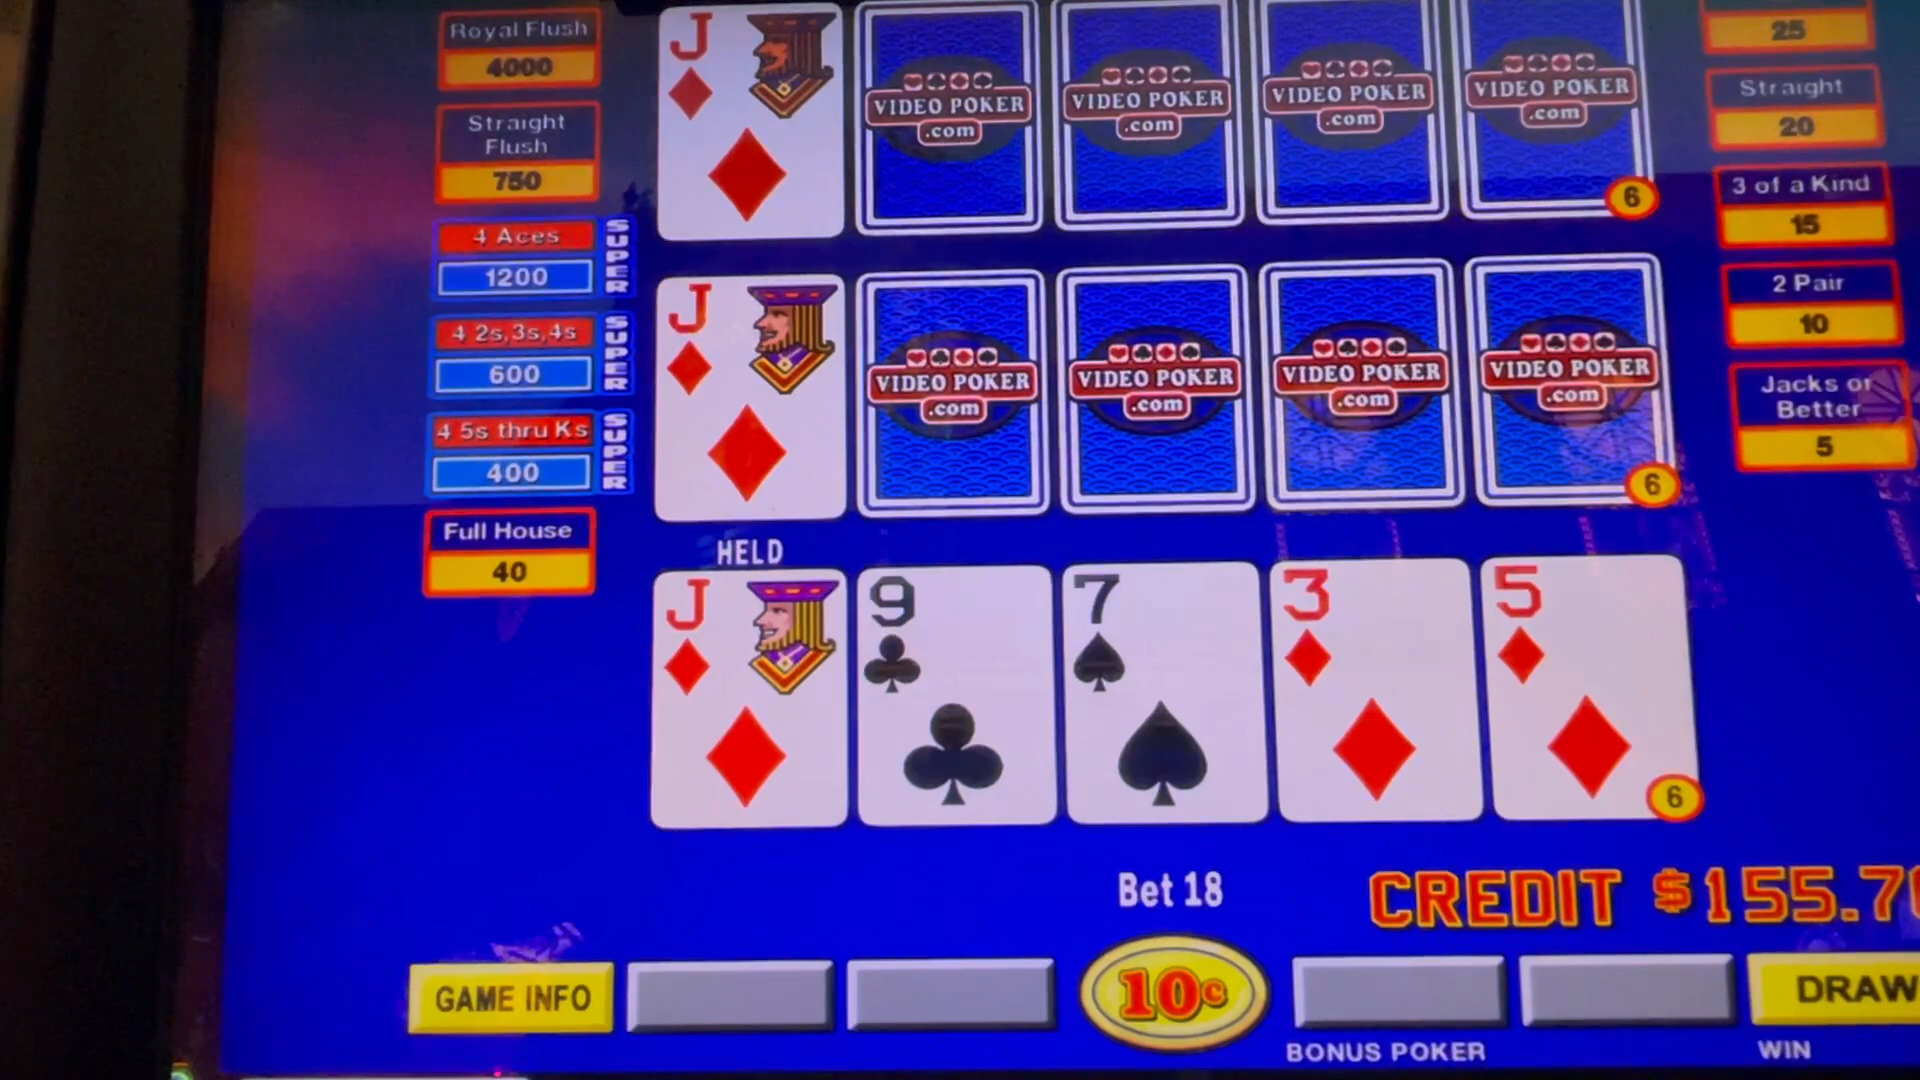 Royal Flush
4000
Straight
Flush
750
4 Aces
1200
SUPER
4 2s,3s,4s
600
SUPER
4 5s thru Ks
400
SUPER
Full House
40
J
VIDEO POKER
.com
VIDEO POKER
.com
VIDEO POKER
.com
VIDEO POKER
.com
6
J
VIDEO POKER
.com
VIDEO POKER
.com
VIDEO POKER
.com
VIDEO POKER
.com
6
HELD
J
9
7
3
5
6
25
Straight
20
3 of a Kind
15
2 Pair
10
Jacks or
Better
5
Bet 18
CREDIT $155.70
GAME INFO
10¢
DRAW
BONUS POKER
WIN